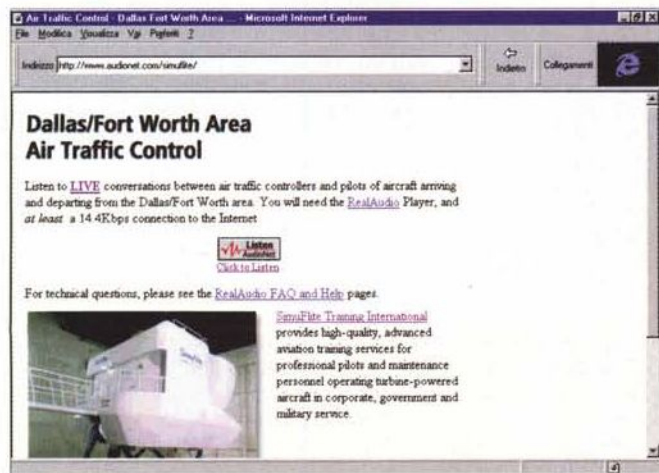 Air Traffic Control - Dallas Fort Worth Area ... - Microsoft Internet Explorer
File Modifica Visualizza Vai Preferiti ?
Indirizzo http://www.audionet.com/simuflite/
Indietro
Collegamenti
Dallas/Fort Worth Area
Air Traffic Control
Listen to LIVE conversations between air traffic controllers and pilots of aircraft arriving
and departing from the Dallas/Fort Worth area. You will need the RealAudio Player, and
at least a 14.4Kbps connection to the Internet
Listen
AudioNet
Click to Listen
For technical questions, please see the RealAudio FAQ and Help pages.
SimuFlite Training International
provides high-quality, advanced
aviation training services for
professional pilots and maintenance
personnel operating turbine-powered
aircraft in corporate, government and
military service.